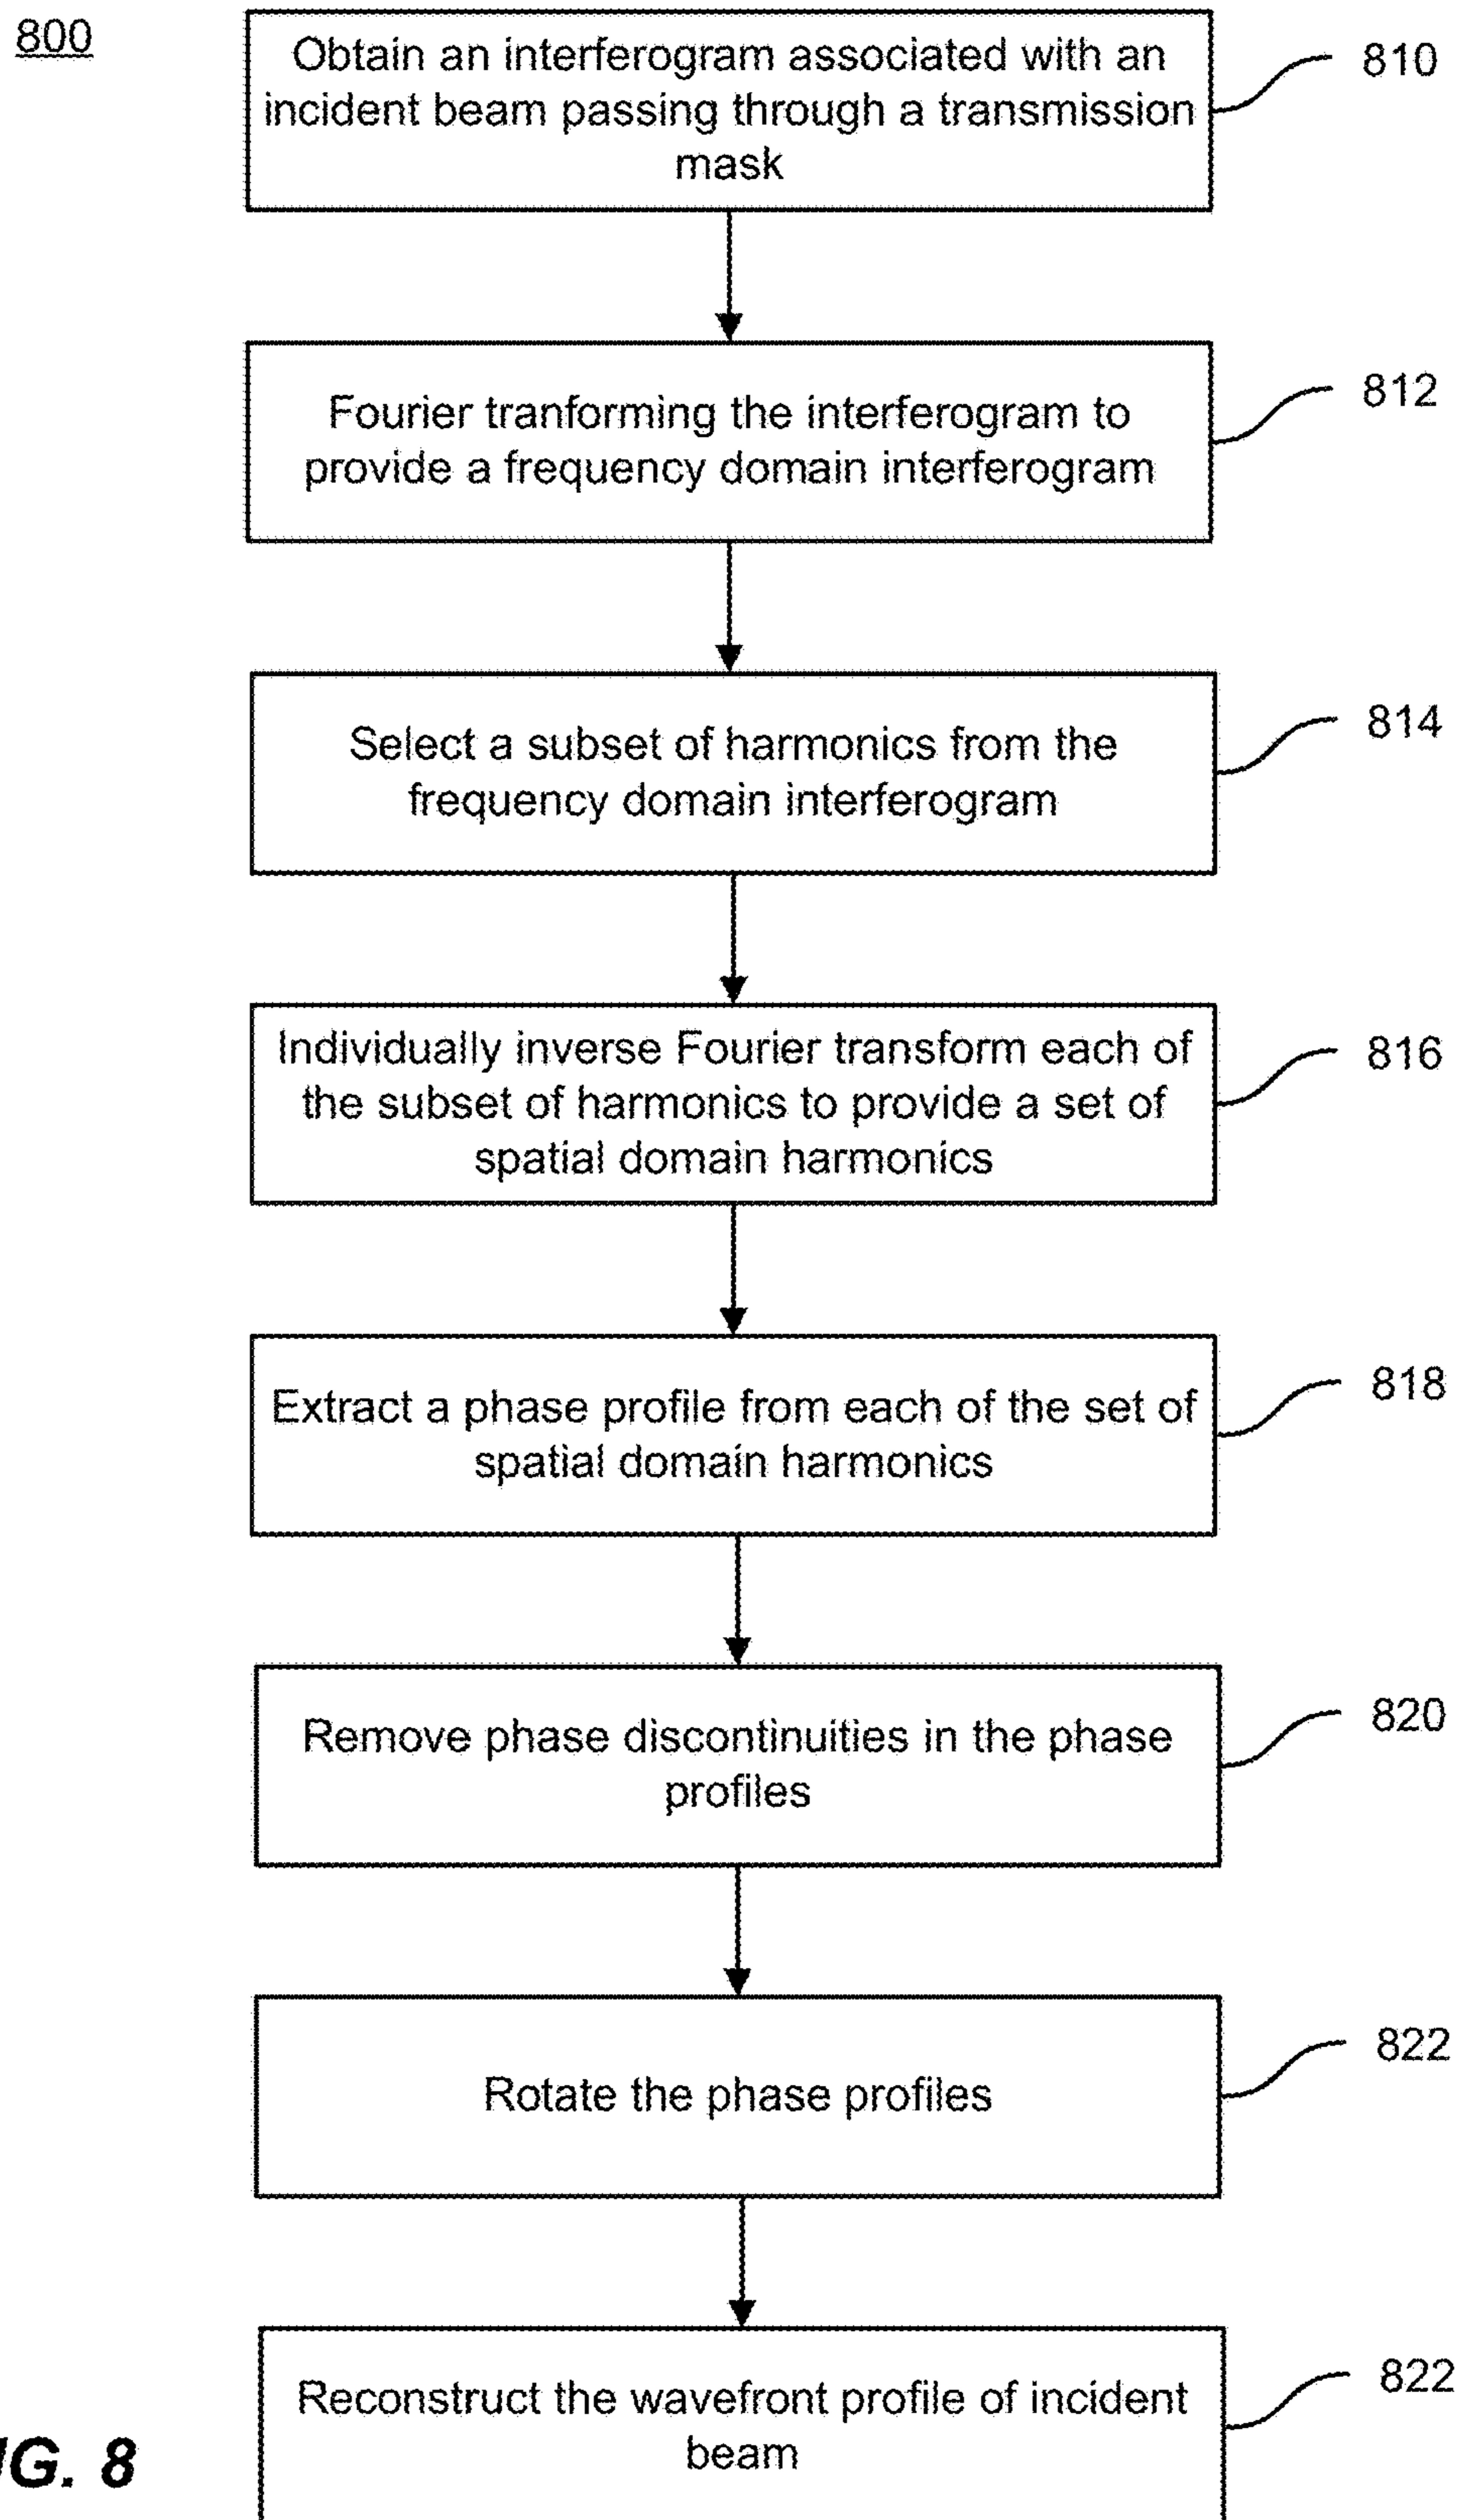 800
Obtain an interferogram associated with an
incident beam passing through a transmission
mask
810
Fourier tranforming the interferogram to
provide a frequency domain interferogram
812
Select a subset of harmonics from the
frequency domain interferogram
814
Individually inverse Fourier transform each of
the subset of harmonics to provide a set of
spatial domain harmonics
816
Extract a phase profile from each of the set of
spatial domain harmonics
818
Remove phase discontinuities in the phase
profiles
820
Rotate the phase profiles
822
Reconstruct the wavefront profile of incident
beam
822
8